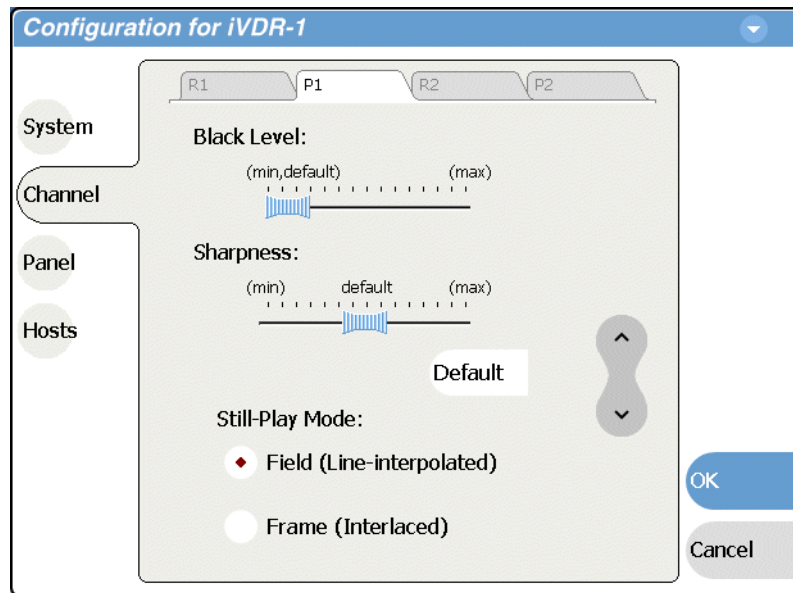 Configuration for iVDR-1
R1 P1 R2 P2
System
Channel
Panel
Hosts
Black Level:
(min,default) (max)
Sharpness:
(min) default (max)
Default
Still-Play Mode:
Field (Line-interpolated)
Frame (Interlaced)
OK
Cancel